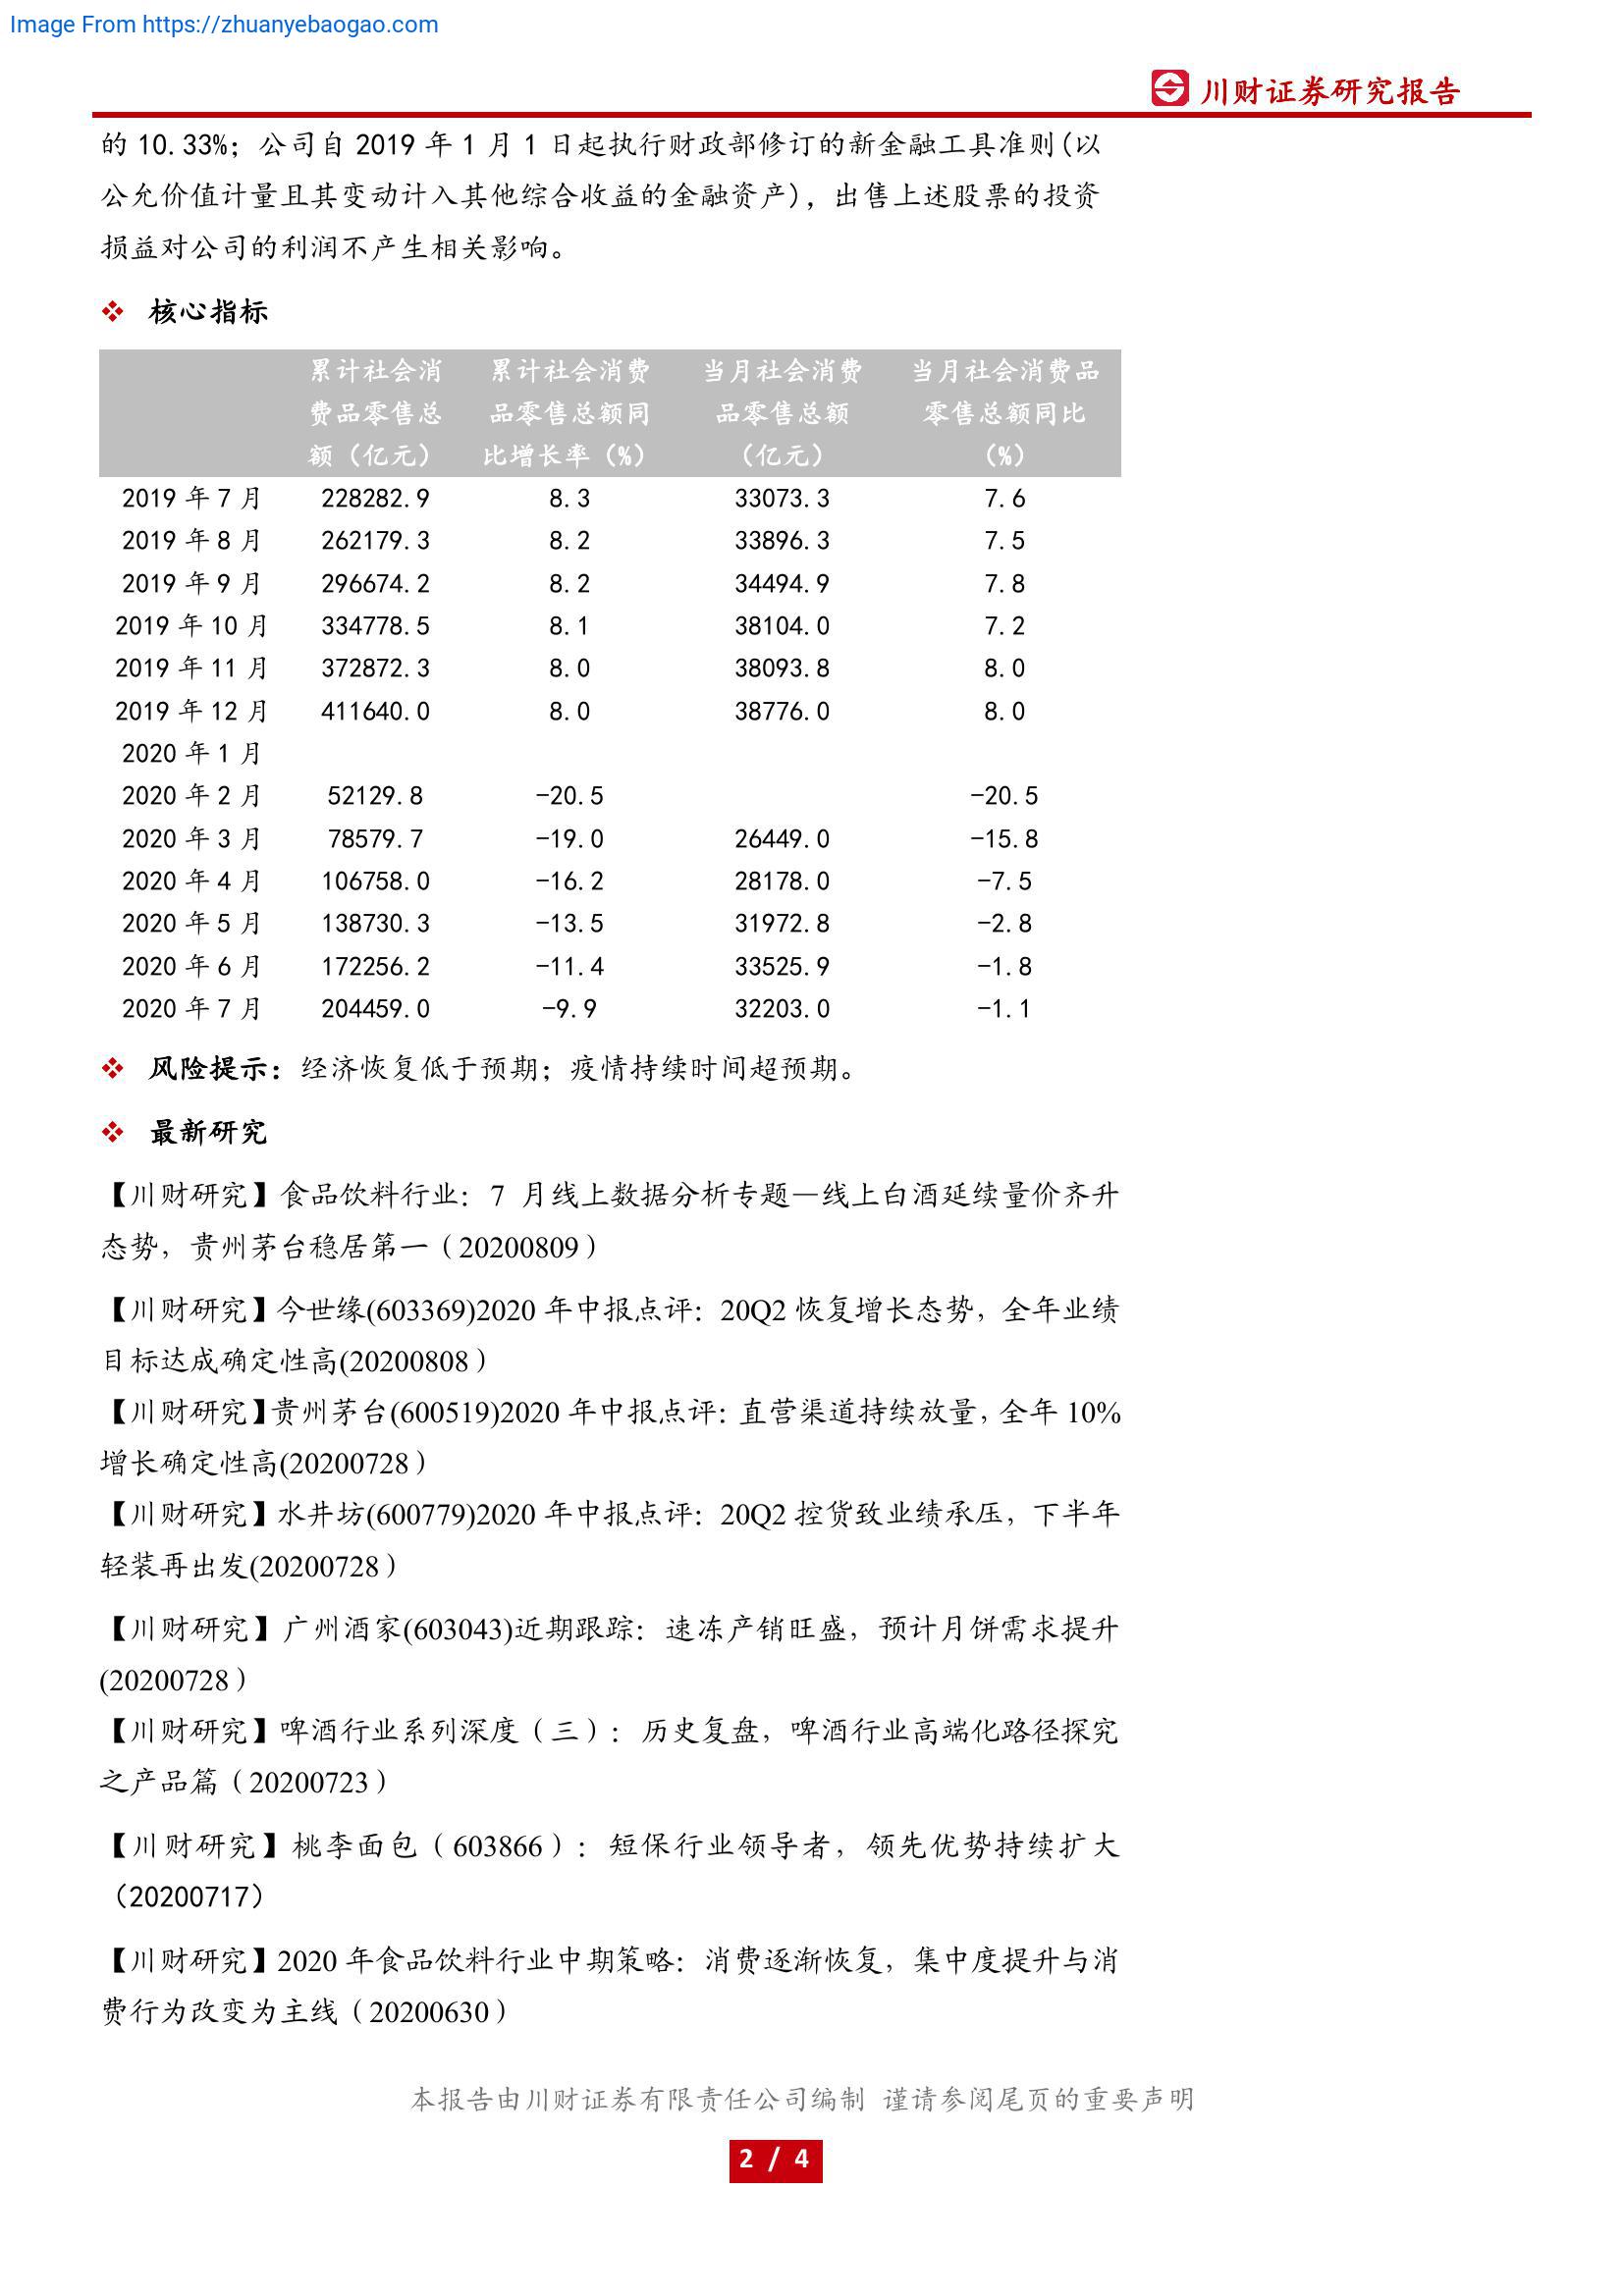 Image From https://zhuanyebaogao.com
川财证券研究报告
的 10.33%；公司自 2019 年 1 月 1 日起执行财政部修订的新金融工具准则(以
公允价值计量且其变动计入其他综合收益的金融资产)，出售上述股票的投资
损益对公司的利润不产生相关影响。
❖ 核心指标
累计社会消 累计社会消费 当月社会消费 当月社会消费品
费品零售总 品零售总额同 品零售总额 零售总额同比
额（亿元） 比增长率（%） （亿元） （%）
2019 年 7 月 228282.9 8.3 33073.3 7.6
2019 年 8 月 262179.3 8.2 33896.3 7.5
2019 年 9 月 296674.2 8.2 34494.9 7.8
2019 年 10 月 334778.5 8.1 38104.0 7.2
2019 年 11 月 372872.3 8.0 38093.8 8.0
2019 年 12 月 411640.0 8.0 38776.0 8.0
2020 年 1 月
2020 年 2 月 52129.8 -20.5 -20.5
2020 年 3 月 78579.7 -19.0 26449.0 -15.8
2020 年 4 月 106758.0 -16.2 28178.0 -7.5
2020 年 5 月 138730.3 -13.5 31972.8 -2.8
2020 年 6 月 172256.2 -11.4 33525.9 -1.8
2020 年 7 月 204459.0 -9.9 32203.0 -1.1
❖ 风险提示：经济恢复低于预期；疫情持续时间超预期。
❖ 最新研究
【川财研究】食品饮料行业：7 月线上数据分析专题—线上白酒延续量价齐升
态势，贵州茅台稳居第一（20200809）
【川财研究】今世缘(603369)2020 年中报点评：20Q2 恢复增长态势，全年业绩
目标达成确定性高(20200808）
【川财研究】贵州茅台(600519)2020 年中报点评：直营渠道持续放量，全年 10%
增长确定性高(20200728）
【川财研究】水井坊(600779)2020 年中报点评：20Q2 控货致业绩承压，下半年
轻装再出发(20200728）
【川财研究】广州酒家(603043)近期跟踪：速冻产销旺盛，预计月饼需求提升
(20200728）
【川财研究】啤酒行业系列深度（三）：历史复盘，啤酒行业高端化路径探究
之产品篇（20200723）
【川财研究】桃李面包（603866）：短保行业领导者，领先优势持续扩大
（20200717）
【川财研究】2020 年食品饮料行业中期策略：消费逐渐恢复，集中度提升与消
费行为改变为主线（20200630）
本报告由川财证券有限责任公司编制 谨请参阅尾页的重要声明
2 / 4